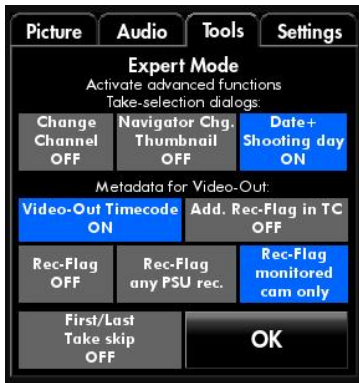 Picture Audio Tools Settings
Expert Mode
Activate advanced functions
Take-selection dialogs:
Change Navigator Chg. Date+
Channel Thumbnail Shooting day
OFF OFF ON
Metadata for Video-Out:
Video-Out Timecode Add. Rec-Flag in TC
ON OFF
Rec-Flag
OFF
Rec-Flag
any PSU rec.
Rec-Flag
monitored
cam only
First/Last
Take skip
OFF
OK